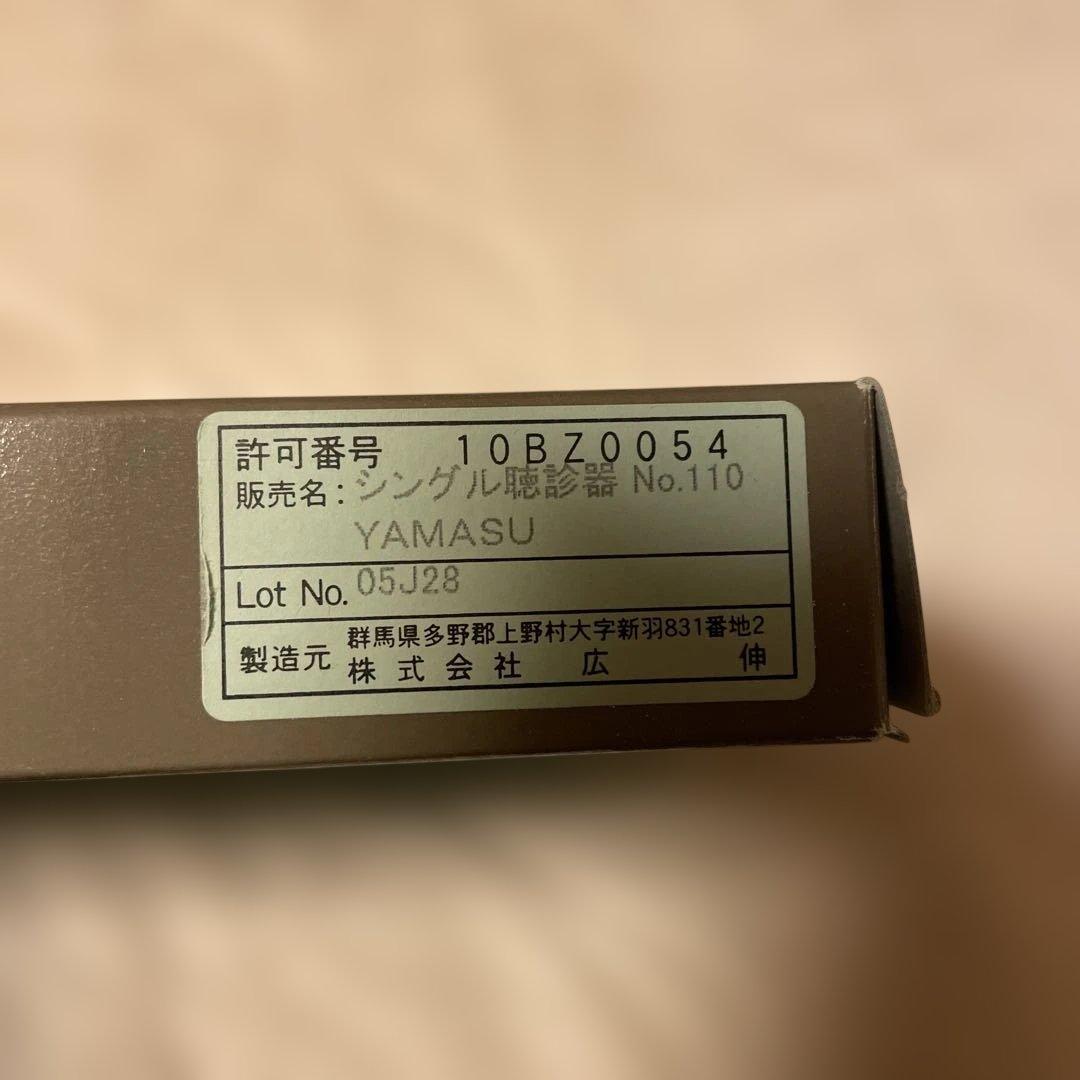 許可番号 10BZ0054
販売名：シングル聴診器 No.110
YAMASU
Lot No. 05J28
製造元 群馬県多野郡上野村大字新羽831番地2
株式会社 広 伸